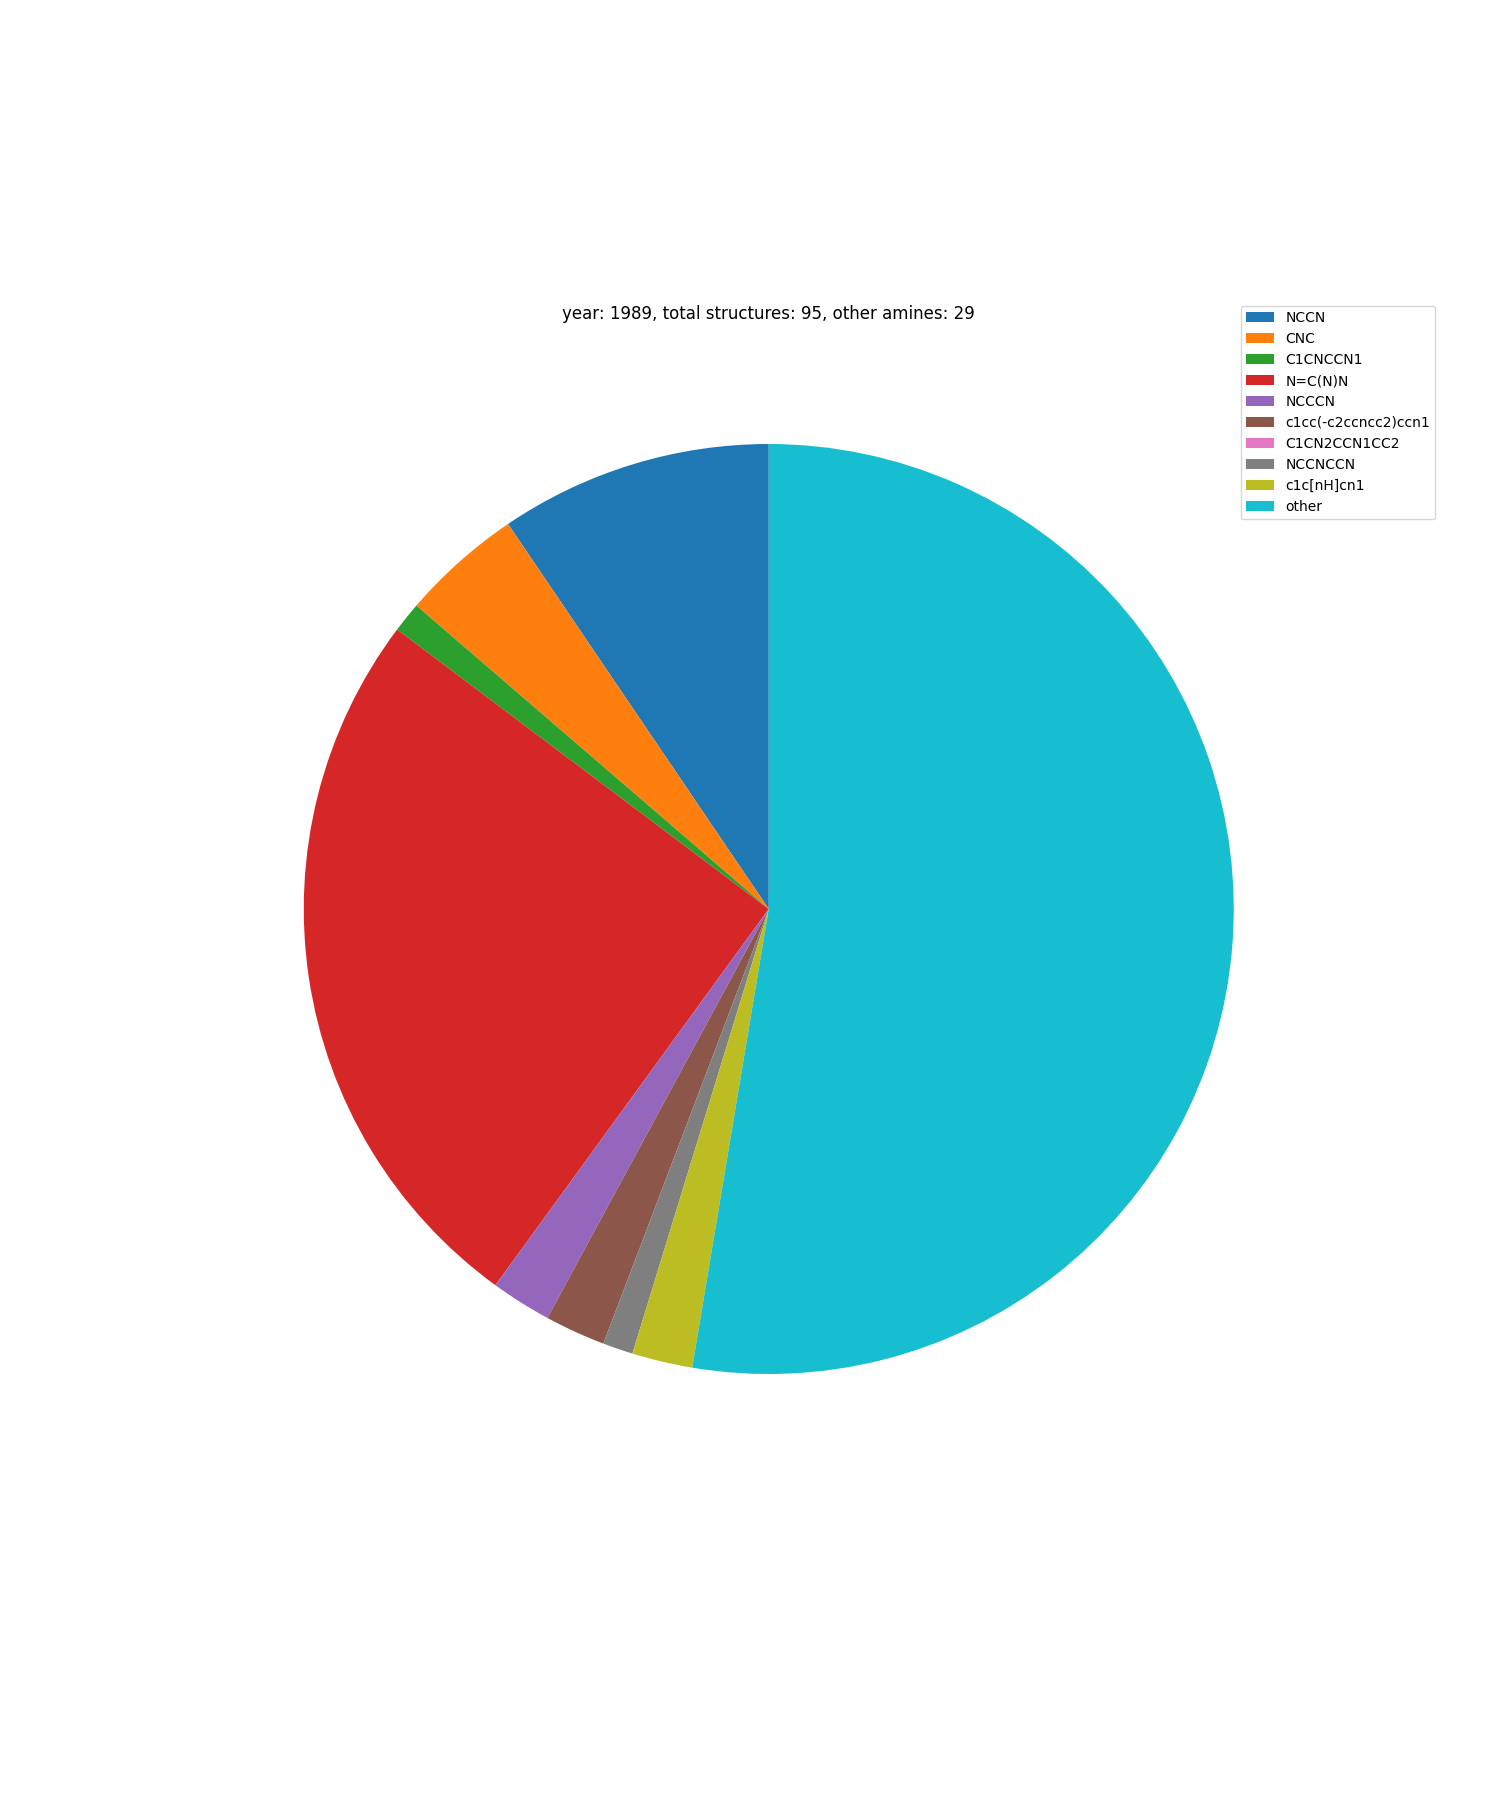 year: 1989, total structures: 95, other amines: 29
NCCN
CNC
C1CNCCN1
N=C(N)N
NCCCN
c1cc(-c2ccncc2)ccn1
C1CN2CCN1CC2
NCCNCCN
c1c[nH]cn1
other